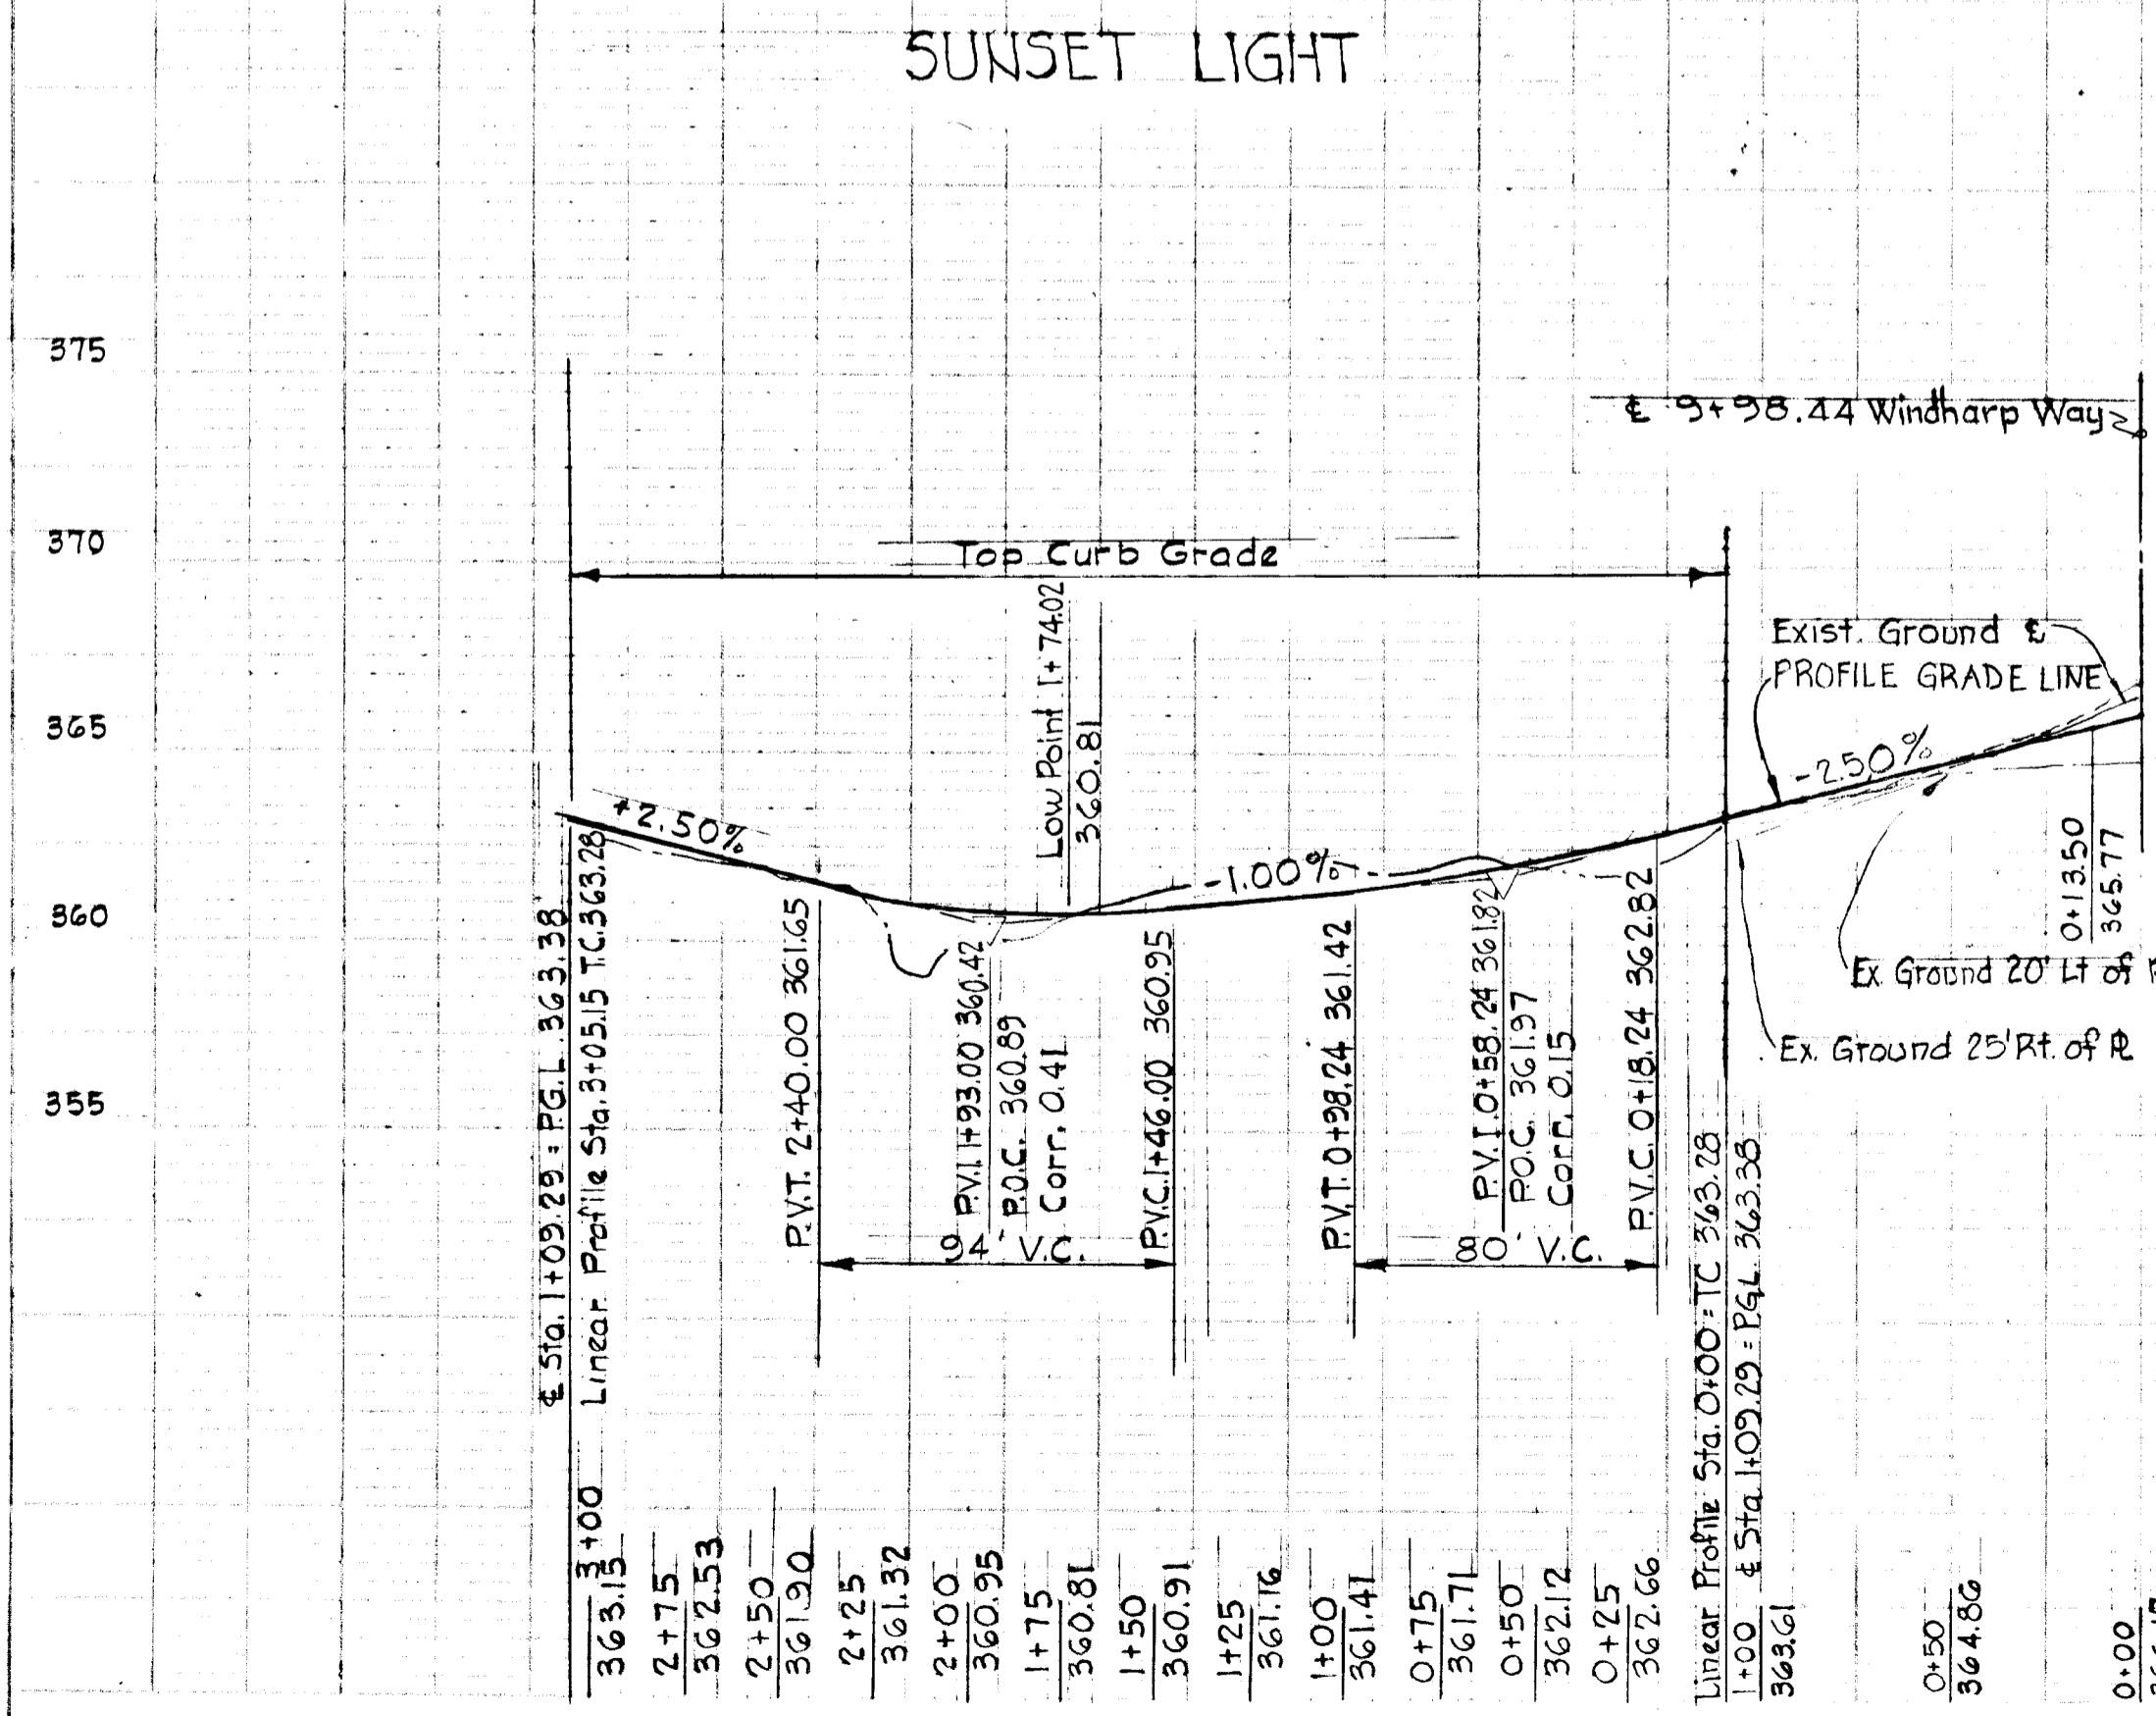 SUNSET LIGHT
375
370
365
360
355
℄ 9+98.44 Windharp Way
Top Curb Grade
Low Point 1+74.02
360.81
Exist. Ground ℄
PROFILE GRADE LINE
+2.50%
-1.00%
-2.50%
0+13.50
365.77
Ex. Ground 20' Lt of
Ex. Ground 25' Rt. of ℄
℄ Sta. 1+09.29 = P.G.L. 363.38
Linear Profile Sta. 3+05.15 T.C. 363.28
P.V.T. 2+40.00 361.65
P.V.I. 1+93.00 360.42
P.O.C. 360.89
Corr. 0.41
P.V.C. 1+46.00 360.95
94' V.C.
P.V.T. 0+98.24 361.42
P.V.I. 0+58.24 361.82
P.O.C. 361.97
Corr. 0.15
P.V.C. 0+18.24 362.82
80' V.C.
Linear Profile Sta. 0+00 = TC 363.28
℄ Sta. 1+09.29 = P.G.L. 363.38
3+00
363.15
2+75
362.53
2+50
361.90
2+25
361.32
2+00
360.95
1+75
360.81
1+50
360.91
1+25
361.16
1+00
361.41
0+75
361.71
0+50
362.12
0+25
362.66
1+00
363.61
0+50
364.86
0+00